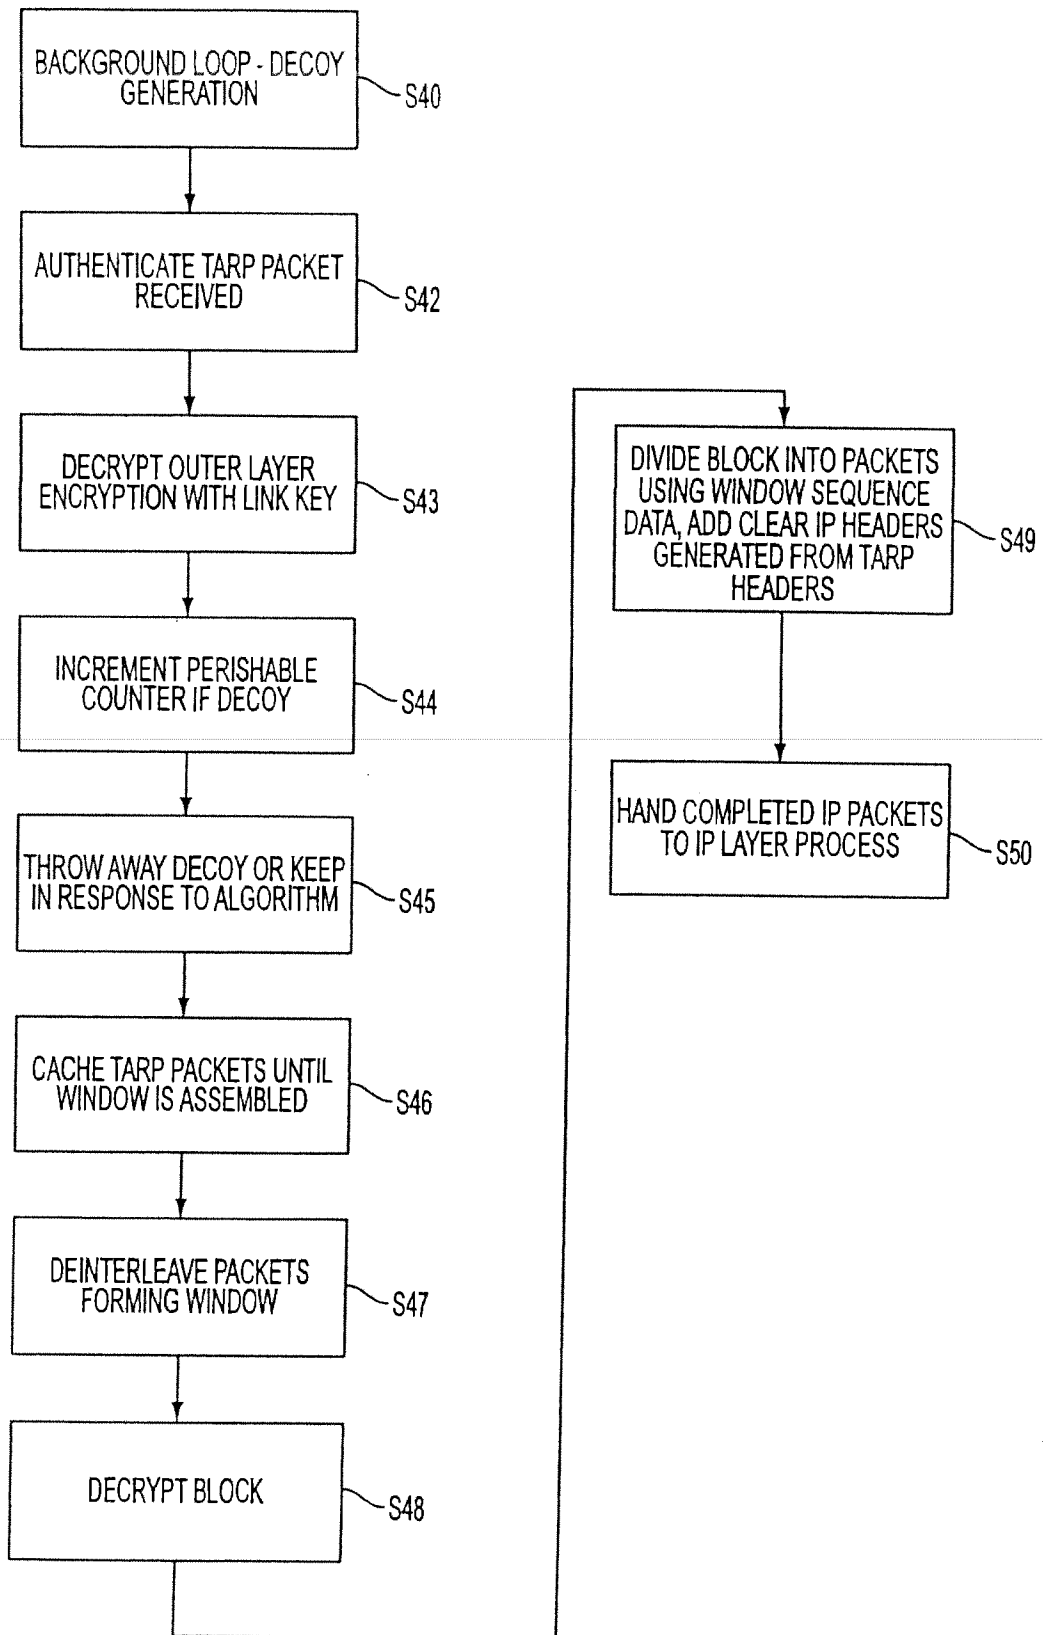 BACKGROUND LOOP - DECOY
GENERATION
S40
AUTHENTICATE TARP PACKET
RECEIVED
S42
DECRYPT OUTER LAYER
ENCRYPTION WITH LINK KEY
S43
INCREMENT PERISHABLE
COUNTER IF DECOY
S44
THROW AWAY DECOY OR KEEP
IN RESPONSE TO ALGORITHM
S45
CACHE TARP PACKETS UNTIL
WINDOW IS ASSEMBLED
S46
DEINTERLEAVE PACKETS
FORMING WINDOW
S47
DECRYPT BLOCK
S48
DIVIDE BLOCK INTO PACKETS
USING WINDOW SEQUENCE
DATA, ADD CLEAR IP HEADERS
GENERATED FROM TARP
HEADERS
S49
HAND COMPLETED IP PACKETS
TO IP LAYER PROCESS
S50